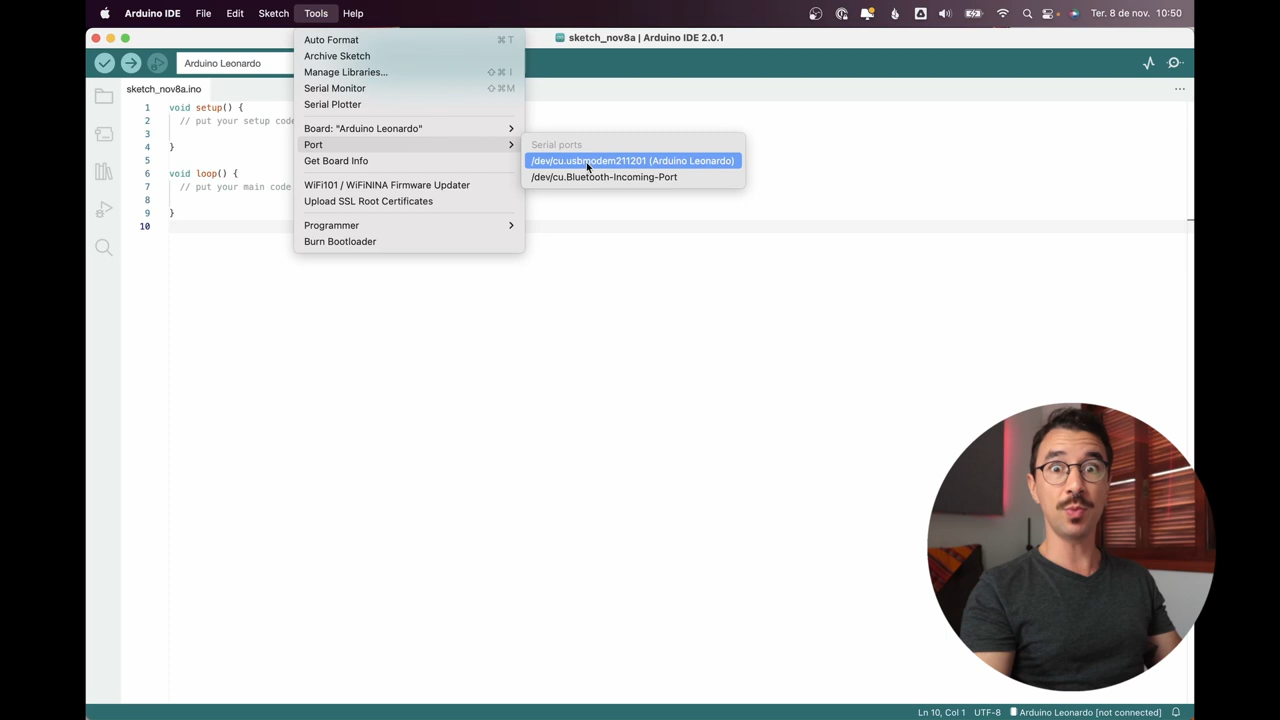 Arduino IDE File Edit Sketch Tools Help Ter. 8 de nov. 10:50
sketch_nov8a | Arduino IDE 2.0.1
Arduino Leonardo
sketch_nov8a.ino
Auto Format ⌘ T
Archive Sketch
Manage Libraries... ⇧ ⌘ I
Serial Monitor ⇧ ⌘ M
Serial Plotter
Board: "Arduino Leonardo"
Port
Get Board Info
WiFi101 / WiFiNINA Firmware Updater
Upload SSL Root Certificates
Programmer
Burn Bootloader
Serial ports
/dev/cu.usbmodem211201 (Arduino Leonardo)
/dev/cu.Bluetooth-Incoming-Port
1 void setup() {
2 // put your setup code
3
4 }
5
6 void loop() {
7 // put your main code
8
9 }
10
Ln 10, Col 1 UTF-8 Arduino Leonardo [not connected]